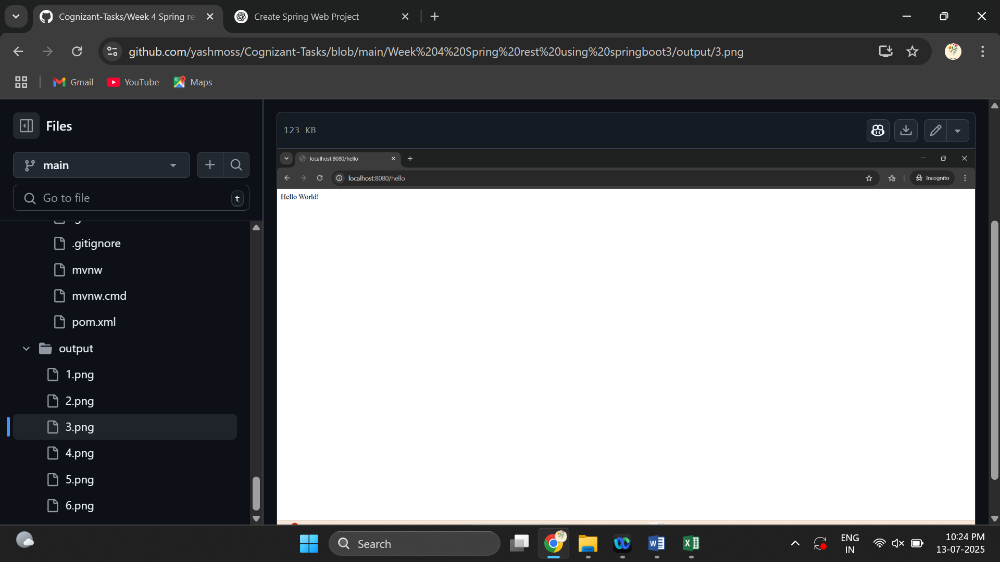 Cognizant-Tasks/Week 4 Spring re
Create Spring Web Project
github.com/yashmoss/Cognizant-Tasks/blob/main/Week%204%20Spring%20rest%20using%20springboot3/output/3.png
Gmail
YouTube
Maps
Files
main
Go to file
t
.gitignore
mvnw
mvnw.cmd
pom.xml
output
1.png
2.png
3.png
4.png
5.png
6.png
123 KB
localhost:8080/hello
localhost:8080/hello
Incognito
Hello World!
Search
ENG
IN
10:24 PM
13-07-2025